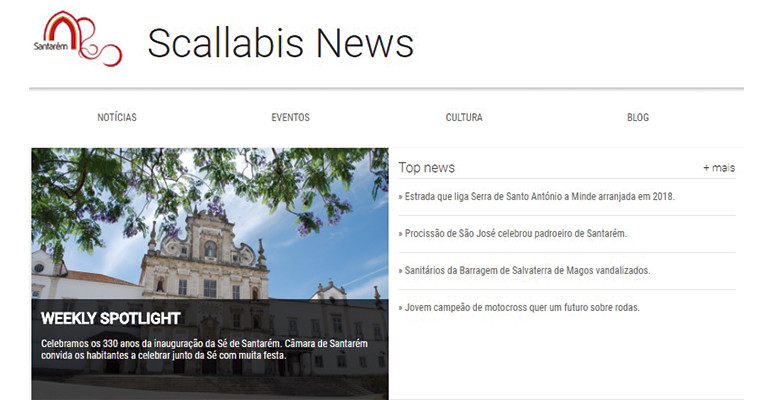 Santarém
Scallabis News
NOTÍCIAS
EVENTOS
CULTURA
BLOG
WEEKLY SPOTLIGHT
Celebramos os 330 anos da inauguração da Sé de Santarém. Câmara de Santarém
convida os habitantes a celebrar junto da Sé com muita festa.
Top news
+ mais
» Estrada que liga Serra de Santo António a Minde arranjada em 2018.
» Procissão de São José celebrou padroeiro de Santarém.
» Sanitários da Barragem de Salvaterra de Magos vandalizados.
» Jovem campeão de motocross quer um futuro sobre rodas.